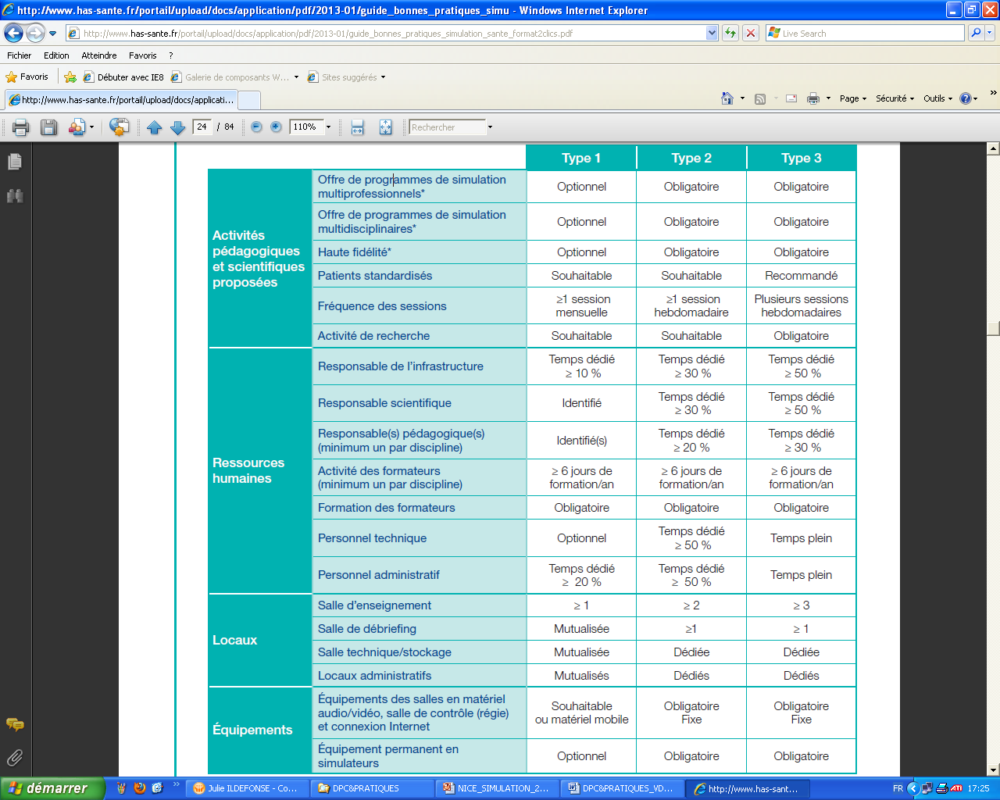 http://www.has-sante.fr/portail/upload/docs/application/pdf/2013-01/guide_bonnes_pratiques_simu - Windows Internet Explorer
http://www.has-sante.fr/portail/upload/docs/application/pdf/2013-01/guide_bonnes_pratiques_simulation_sante_format2clics.pdf
Live Search
Fichier Edition Atteindre Favoris ?
Favoris Débuter avec IE8 Galerie de composants W... Sites suggérés
http://www.has-sante.fr/portail/upload/docs/applicati...
Page Sécurité Outils »
24 / 84 110% Rechercher
Type 1 Type 2 Type 3
Activités pédagogiques et scientifiques proposées
Offre de programmes de simulation multiprofessionnels* Optionnel Obligatoire Obligatoire
Offre de programmes de simulation multidisciplinaires* Optionnel Obligatoire Obligatoire
Haute fidélité* Optionnel Obligatoire Obligatoire
Patients standardisés Souhaitable Souhaitable Recommandé
Fréquence des sessions ≥1 session mensuelle ≥1 session hebdomadaire Plusieurs sessions hebdomadaires
Activité de recherche Souhaitable Souhaitable Obligatoire
Ressources humaines
Responsable de l'infrastructure Temps dédié ≥ 10 % Temps dédié ≥ 30 % Temps dédié ≥ 50 %
Responsable scientifique Identifié Temps dédié ≥ 30 % Temps dédié ≥ 50 %
Responsable(s) pédagogique(s) (minimum un par discipline) Identifié(s) Temps dédié ≥ 20 % Temps dédié ≥ 30 %
Activité des formateurs (minimum un par discipline) ≥ 6 jours de formation/an ≥ 6 jours de formation/an ≥ 6 jours de formation/an
Formation des formateurs Obligatoire Obligatoire Obligatoire
Personnel technique Optionnel Temps dédié ≥ 50 % Temps plein
Personnel administratif Temps dédié ≥ 20 % Temps dédié ≥ 50 % Temps plein
Locaux
Salle d'enseignement ≥ 1 ≥ 2 ≥ 3
Salle de débriefing Mutualisée ≥1 ≥ 1
Salle technique/stockage Mutualisée Dédiée Dédiée
Locaux administratifs Mutualisés Dédiés Dédiés
Équipements
Équipements des salles en matériel audio/vidéo, salle de contrôle (régie) et connexion Internet Souhaitable ou matériel mobile Obligatoire Fixe Obligatoire Fixe
Équipement permanent en simulateurs Optionnel Obligatoire Obligatoire
démarrer » Julie ILDEFONSE - Co... DPC&PRATIQUES NICE_SIMULATION_2... DPC&PRATIQUES_VD... http://www.has-sant... FR ATI 17:25